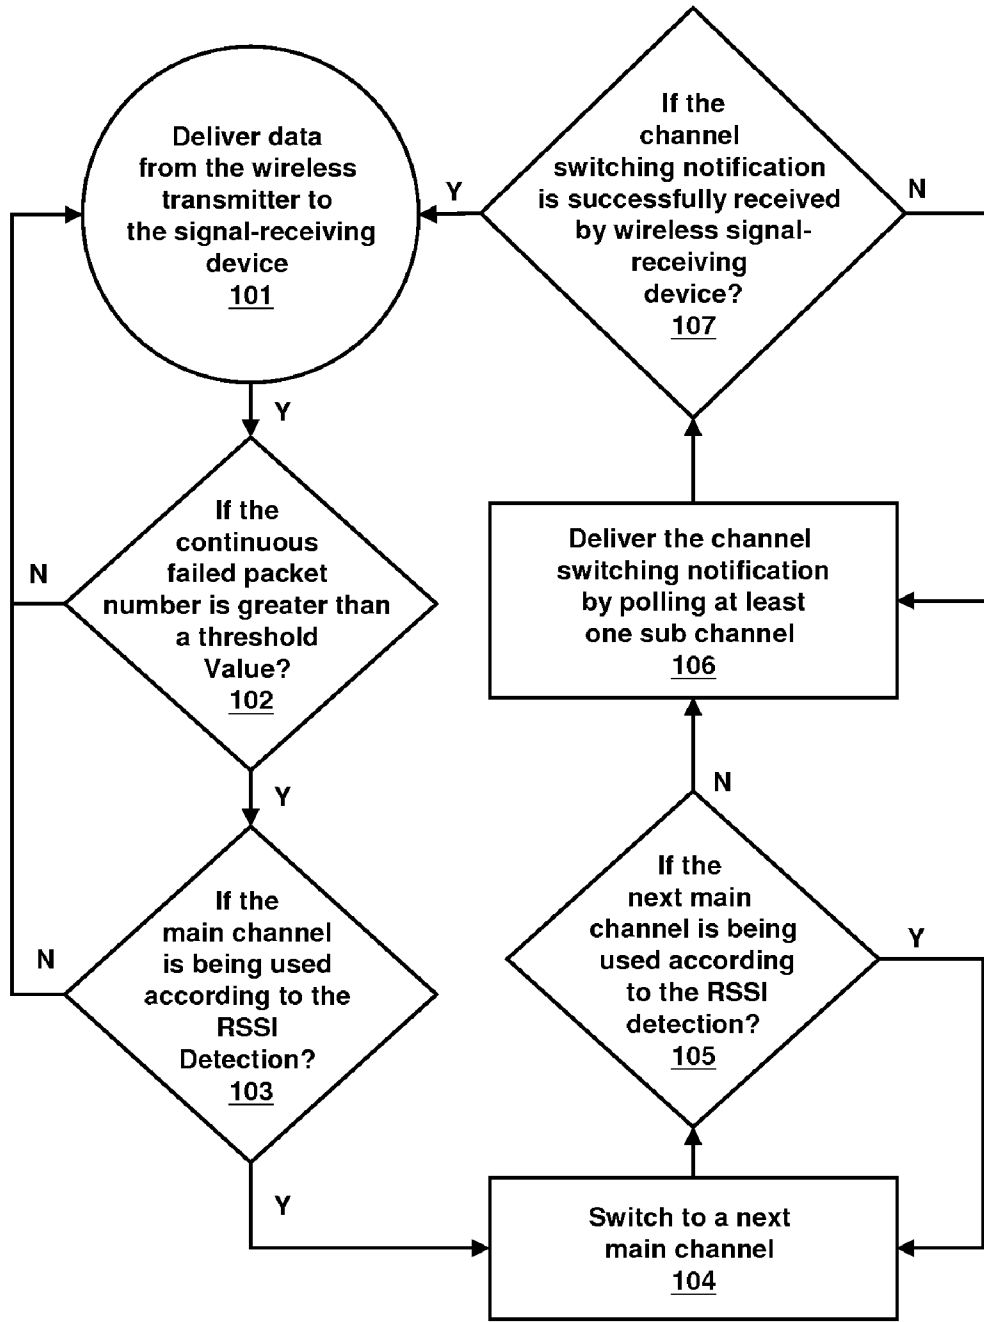 Deliver data
from the wireless
transmitter to
the signal-receiving
device
101
Y
If the
continuous
failed packet
number is greater than
a threshold
Value?
102
N
Y
If the
main channel
is being used
according to the
RSSI
Detection?
103
N
Y
Switch to a next
main channel
104
If the
next main
channel is being
used according
to the RSSI
detection?
105
Y
N
Deliver the channel
switching notification
by polling at least
one sub channel
106
If the
channel
switching notification
is successfully received
by wireless signal-
receiving
device?
107
Y
N